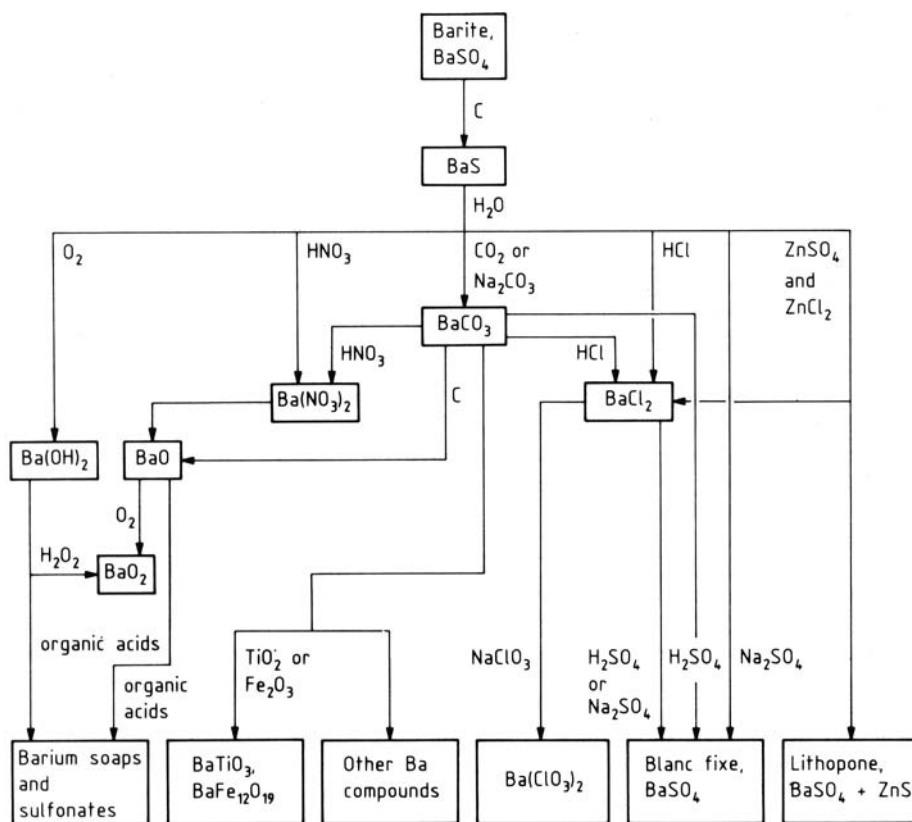 Barite,
BaSO₄
C
BaS
H₂O
O₂
HNO₃
CO₂ or
Na₂CO₃
HCl
ZnSO₄
and
ZnCl₂
BaCO₃
HNO₃
HCl
C
Ba(NO₃)₂
BaCl₂
Ba(OH)₂
BaO
O₂
H₂O₂
BaO₂
organic acids
organic
acids
TiO₂ or
Fe₂O₃
NaClO₃
H₂SO₄
or
Na₂SO₄
H₂SO₄
Na₂SO₄
Barium soaps
and
sulfonates
BaTiO₃,
BaFe₁₂O₁₉
Other Ba
compounds
Ba(ClO₃)₂
Blanc fixe,
BaSO₄
Lithopone,
BaSO₄ + ZnS